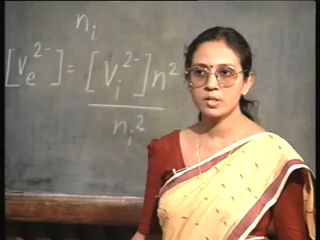 nᵢ
[Vₑ²⁻] = [Vᵢ²⁻]n²
nᵢ²